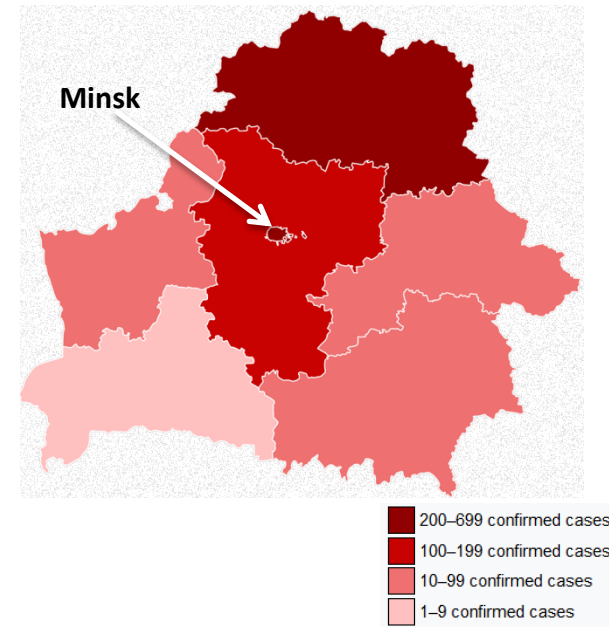 Minsk
200–699 confirmed cases
100–199 confirmed cases
10–99 confirmed cases
1–9 confirmed cases